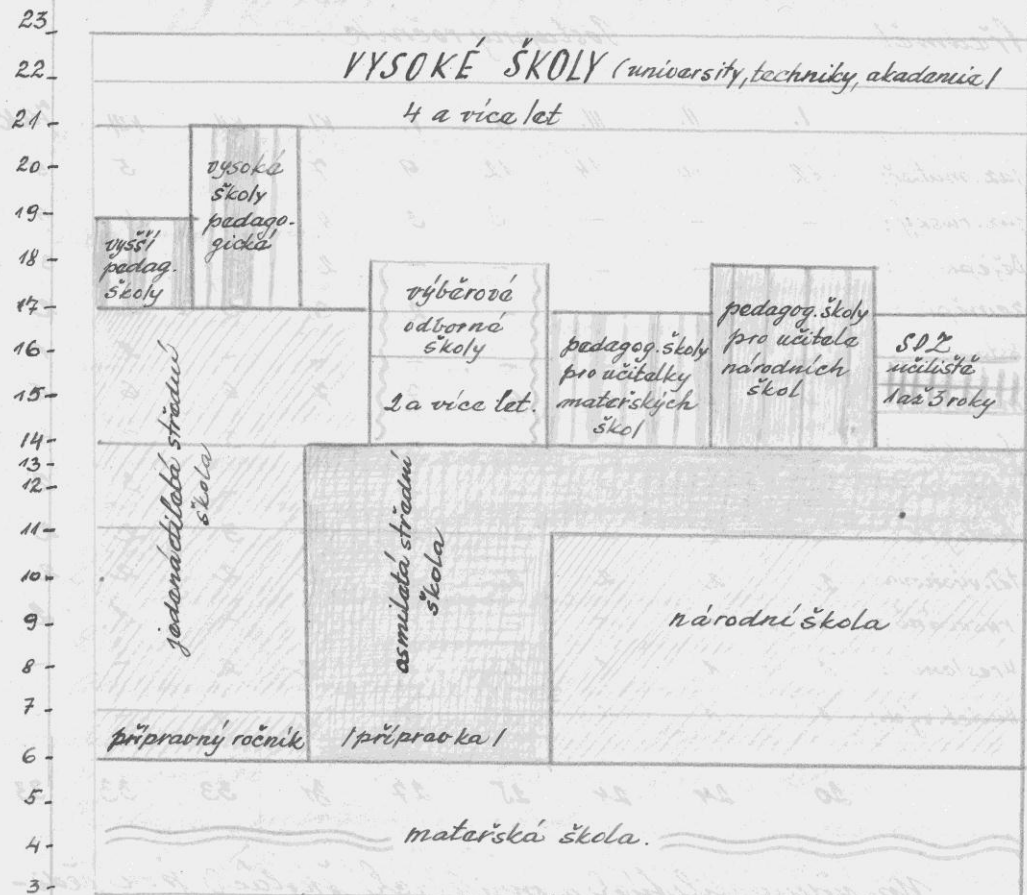 23
VYSOKÉ ŠKOLY (university, techniky, akademie)
22
4 a více let
21
20
vysoké
školy
pedago-
gické
19
vyšší
pedag.
školy
18
17
výběrová
odborné
školy
2 a více let.
pedagog. školy
pro učitelky
mateřských
škol
pedagog. školy
pro učitele
národních
škol
SPZ
učiliště
1 až 3 roky
16
15
14
13
12
11
10
9
8
7
6
5
4
3
jedenáctiletá střední
škola
osmiletá střední
škola
národní škola
přípravný ročník
/přípravka/
mateřská škola.